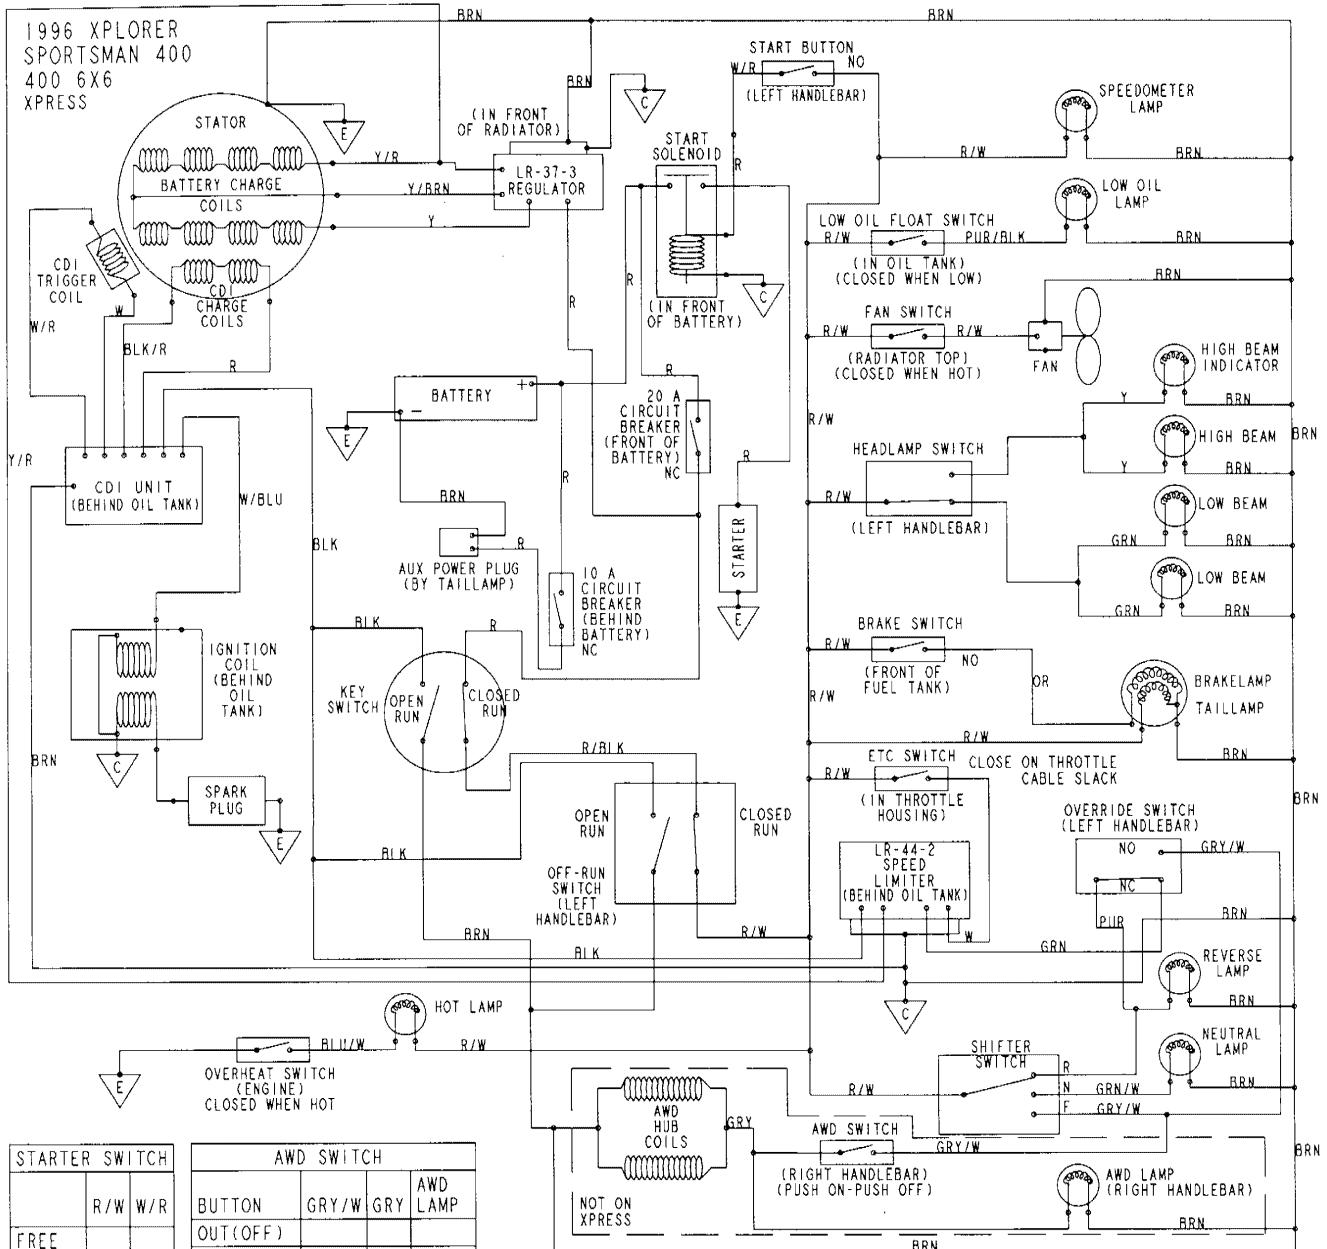 1996 XPLORER
SPORTSMAN 400
400 6X6
XPRESS
BRN
BRN
STATOR
BATTERY CHARGE
COILS
CDI
CHARGE
COILS
E
Y/R
Y/BRN
Y
(IN FRONT
OF RADIATOR)
BRN
C
LR-37-3
REGULATOR
START
SOLENOID
R
(IN FRONT
OF BATTERY)
C
W/R
START BUTTON
NO
(LEFT HANDLEBAR)
SPEEDOMETER
LAMP
R/W
BRN
LOW OIL
LAMP
LOW OIL FLOAT SWITCH
R/W
PUR/BLK
BRN
(IN OIL TANK)
(CLOSED WHEN LOW)
BRN
FAN SWITCH
R/W
R/W
FAN
(RADIATOR TOP)
(CLOSED WHEN HOT)
HIGH BEAM
INDICATOR
Y
BRN
HIGH BEAM
Y
BRN
BRN
R/W
HEADLAMP SWITCH
R/W
(LEFT HANDLEBAR)
LOW BEAM
GRN
BRN
LOW BEAM
GRN
BRN
CDI
TRIGGER
COIL
W/R
W
BLK/R
R
R
R
R
BATTERY
+
-
E
20 A
CIRCUIT
BREAKER
(FRONT OF
BATTERY)
NC
R
R
STARTER
E
Y/R
CDI UNIT
(BEHIND OIL TANK)
W/BLU
BLK
BRN
R
AUX POWER PLUG
(BY TAILLAMP)
10 A
CIRCUIT
BREAKER
(BEHIND
BATTERY)
NC
IGNITION
COIL
(BEHIND
OIL
TANK)
C
SPARK
PLUG
E
BRN
BLK
R
KEY
SWITCH
OPEN
RUN
CLOSED
RUN
R/BLK
OPEN
RUN
CLOSED
RUN
OFF-RUN
SWITCH
(LEFT
HANDLEBAR)
BLK
BRN
BLK
R/W
BRAKE SWITCH
R/W
NO
(FRONT OF
FUEL TANK)
OR
R/W
R/W
BRAKELAMP
TAILLAMP
BRN
ETC SWITCH
CLOSE ON THROTTLE
CABLE SLACK
R/W
(IN THROTTLE
HOUSING)
BRN
LR-44-2
SPEED
LIMITER
(BEHIND OIL TANK)
W
GRN
C
OVERRIDE SWITCH
(LEFT HANDLEBAR)
NO
GRY/W
NC
PUR
BRN
REVERSE
LAMP
BRN
NEUTRAL
LAMP
BRN
SHIFTER
SWITCH
R/W
R
N
GRN/W
F
GRY/W
HOT LAMP
BLU/W
R/W
E
OVERHEAT SWITCH
(ENGINE)
CLOSED WHEN HOT
AWD
HUB
COILS
GRY
NOT ON
XPRESS
AWD SWITCH
GRY/W
(RIGHT HANDLEBAR)
(PUSH ON-PUSH OFF)
AWD LAMP
(RIGHT HANDLEBAR)
BRN
BRN
BRN
STARTER SWITCH
R/W W/R
FREE
AWD SWITCH
BUTTON GRY/W GRY AWD LAMP
OUT(OFF)